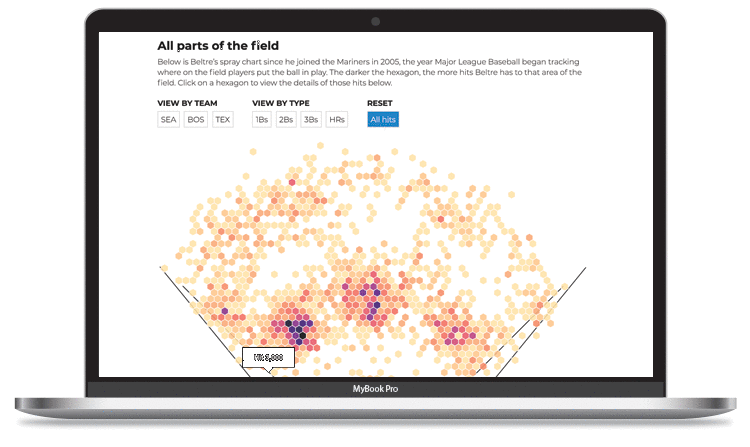 All parts of the field
Below is Beltre's spray chart since he joined the Mariners in 2005, the year Major League Baseball began tracking
where on the field players put the ball in play. The darker the hexagon, the more hits Beltre has to that area of the
field. Click on a hexagon to view the details of those hits below.
VIEW BY TEAM VIEW BY TYPE RESET
SEA BOS TEX 1Bs 2Bs 3Bs HRs All hits
MyBook Pro